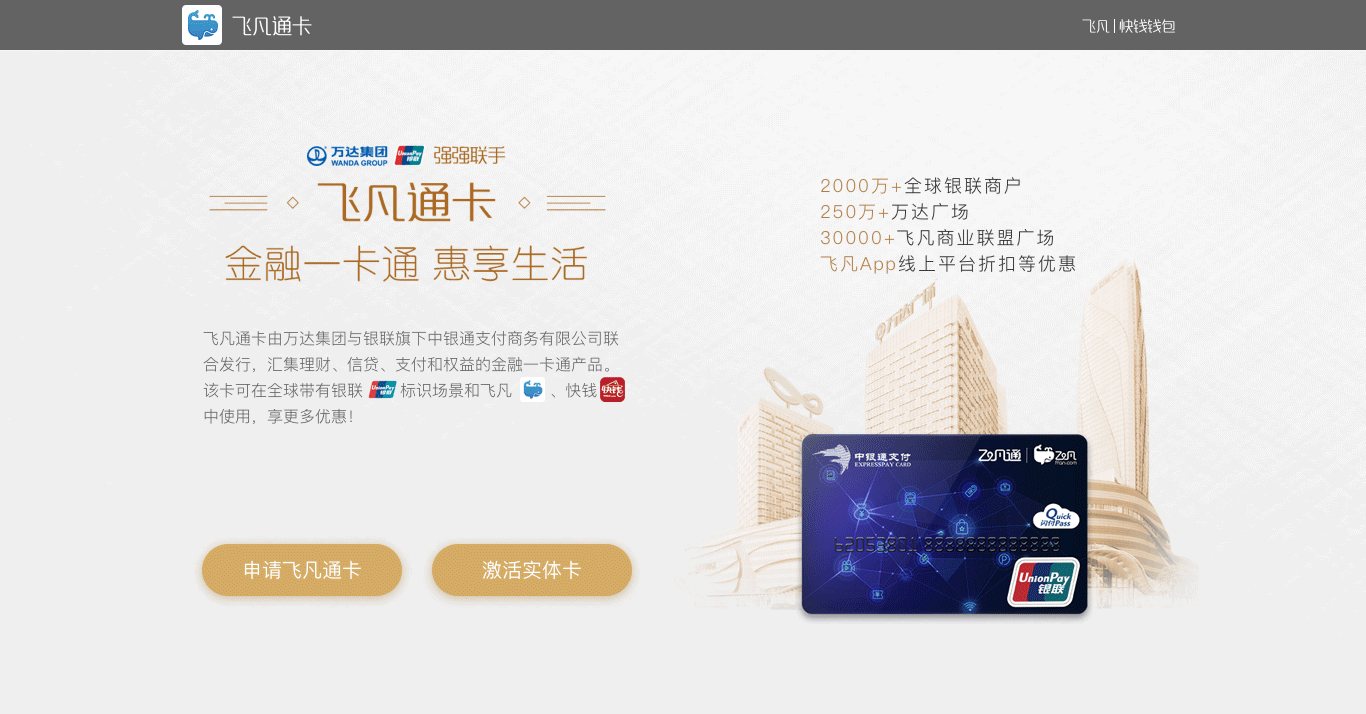 飞凡通卡
飞凡 | 快钱钱包
万达集团
WANDA GROUP
UnionPay
银联
强强联手
飞凡通卡
金融一卡通 惠享生活
2000万+全球银联商户
250万+万达广场
30000+飞凡商业联盟广场
飞凡App线上平台折扣等优惠
飞凡通卡由万达集团与银联旗下中银通支付商务有限公司联
合发行，汇集理财、信贷、支付和权益的金融一卡通产品。
该卡可在全球带有银联 UnionPay 银联 标识场景和飞凡 、快钱 快钱
中使用，享更多优惠！
中银通支付
EXPRESSPAY CARD
飞凡通 | 飞凡
ffan.com
Quick
闪付Pass
UnionPay
银联
申请飞凡通卡
激活实体卡